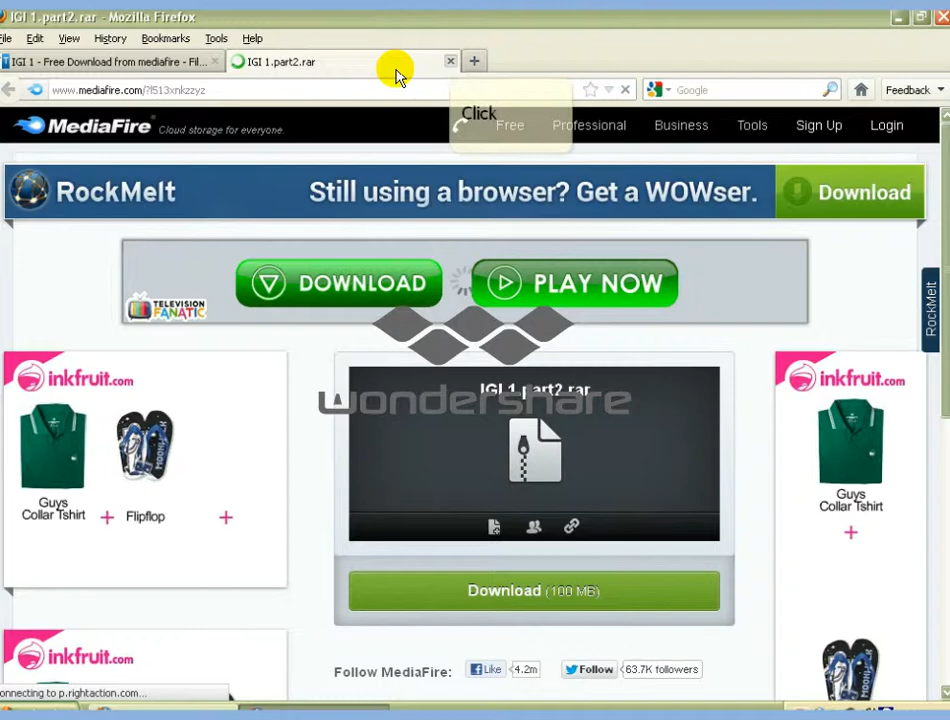 IGI 1.part2.rar - Mozilla Firefox
File Edit View History Bookmarks Tools Help
IGI 1 - Free Download from mediafire - Fil...
IGI 1.part2.rar
www.mediafire.com/?f513xnkzzyz
Google
Feedback
Click
MediaFire Cloud storage for everyone.
Free Professional Business Tools Sign Up Login
RockMelt
Still using a browser? Get a WOWser.
Download
DOWNLOAD
PLAY NOW
TELEVISION
FANATIC
RockMelt
inkfruit.com
Guys
Collar Tshirt
+
Flipflop
+
IGI 1.part2.rar
wondershare
inkfruit.com
Guys
Collar Tshirt
+
Download (100 MB)
inkfruit.com
Follow MediaFire:
Like
4.2m
Follow
63.7K followers
onnecting to p.rightaction.com...